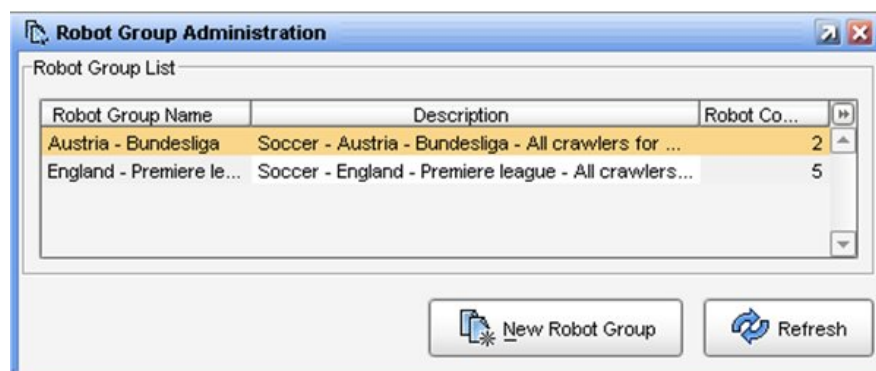 Robot Group Administration
Robot Group List
Robot Group Name Description Robot Co...
Austria - Bundesliga Soccer - Austria - Bundesliga - All crawlers for ... 2
England - Premiere le... Soccer - England - Premiere league - All crawlers... 5
New Robot Group Refresh